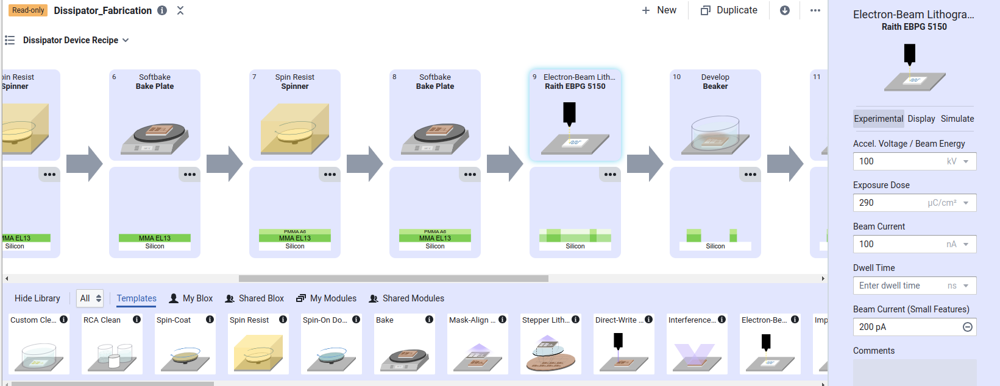 Read-only Dissipator_Fabrication
New Duplicate
Dissipator Device Recipe
pin Resist
Spinner
MMA EL13
Silicon
6 Softbake
Bake Plate
MMA EL13
Silicon
7 Spin Resist
Spinner
PMMA A6
MMA EL13
Silicon
8 Softbake
Bake Plate
PMMA A6
MMA EL13
Silicon
9 Electron-Beam Lith...
Raith EBPG 5150
Silicon
10 Develop
Beaker
Silicon
11
Hide Library All Templates My Blox Shared Blox My Modules Shared Modules
Custom Cle... RCA Clean Spin-Coat Spin Resist Spin-On Do... Bake Mask-Align ... Stepper Lith... Direct-Write ... Interference... Electron-Be... Imp
Electron-Beam Lithogra...
Raith EBPG 5150
Experimental Display Simulate
Accel. Voltage / Beam Energy
100 kV
Exposure Dose
290 µC/cm²
Beam Current
100 nA
Dwell Time
Enter dwell time ns
Beam Current (Small Features)
200 pA
Comments